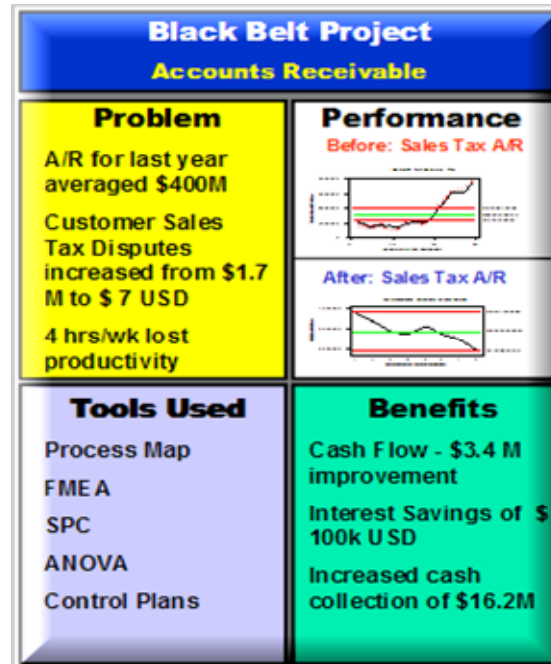 Black Belt Project
Accounts Receivable
Problem
A/R for last year
averaged $400M
Customer Sales
Tax Disputes
increased from $1.7
M to $ 7 USD
4 hrs/wk lost
productivity
Performance
Before: Sales Tax A/R
After: Sales Tax A/R
Tools Used
Process Map
FMEA
SPC
ANOVA
Control Plans
Benefits
Cash Flow - $3.4 M
improvement
Interest Savings of $
100k USD
Increased cash
collection of $16.2M